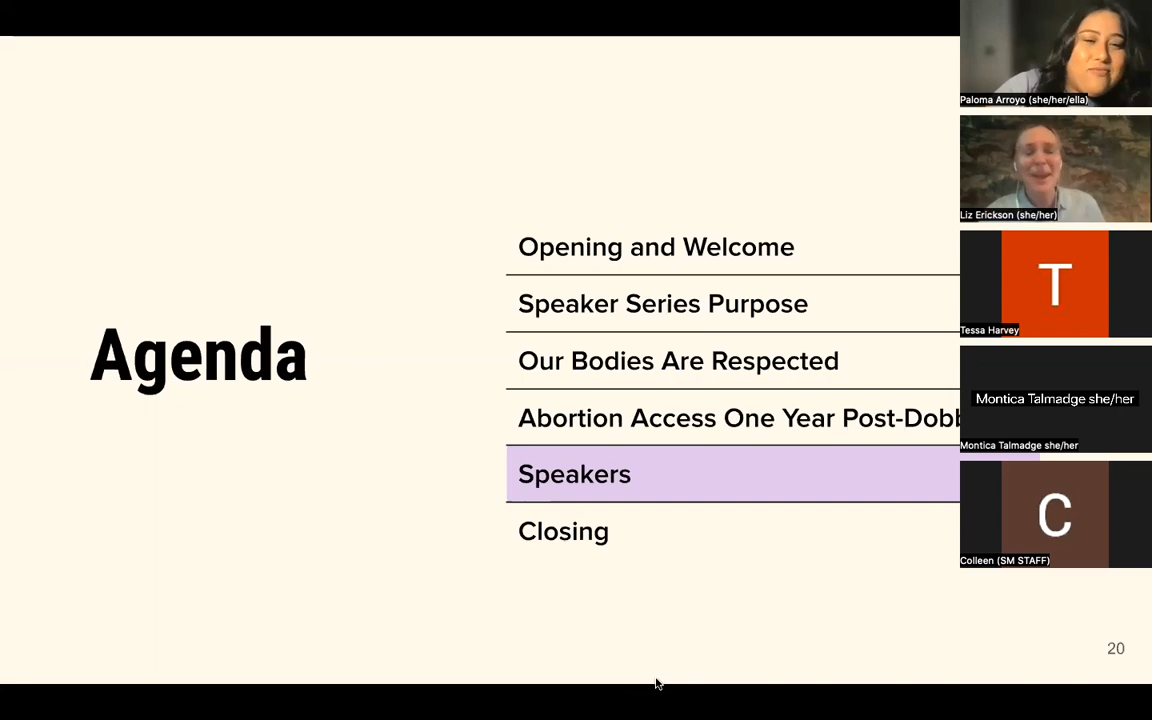 Agenda
Opening and Welcome
Speaker Series Purpose
Our Bodies Are Respected
Abortion Access One Year Post-Dobb
Speakers
Closing
20
Paloma Arroyo (she/her/ella)
Liz Erickson (she/her)
T
Tessa Harvey
Montica Talmadge she/her
Montica Talmadge she/her
C
Colleen (SM STAFF)